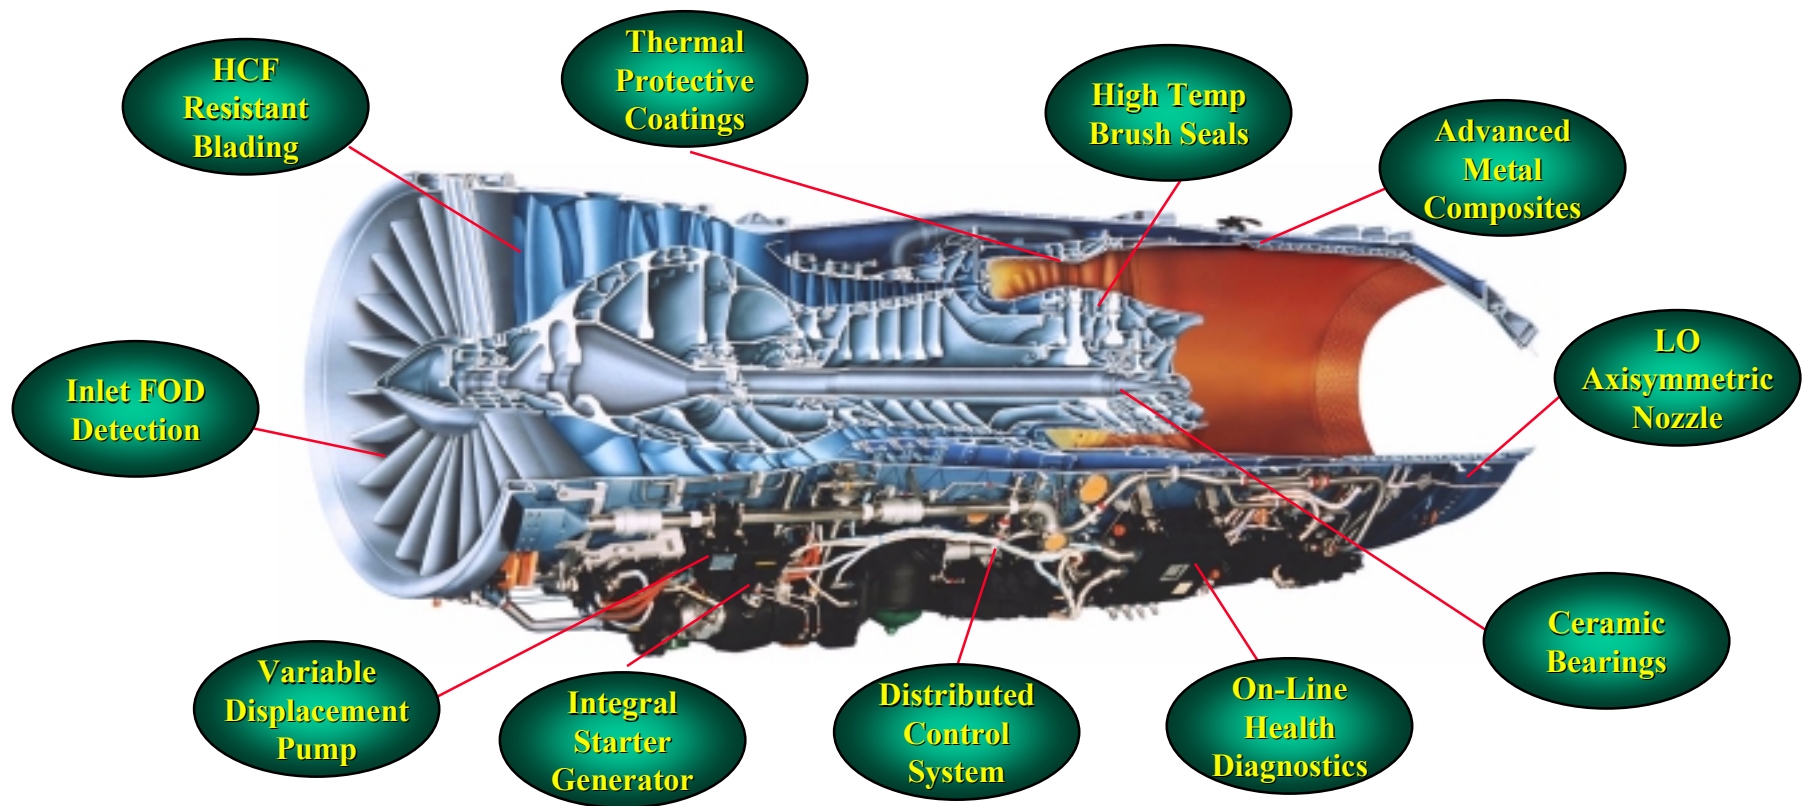 HCF
Resistant
Blading
Thermal
Protective
Coatings
High Temp
Brush Seals
Advanced
Metal
Composites
Inlet FOD
Detection
LO
Axisymmetric
Nozzle
Variable
Displacement
Pump
Integral
Starter
Generator
Distributed
Control
System
On-Line
Health
Diagnostics
Ceramic
Bearings